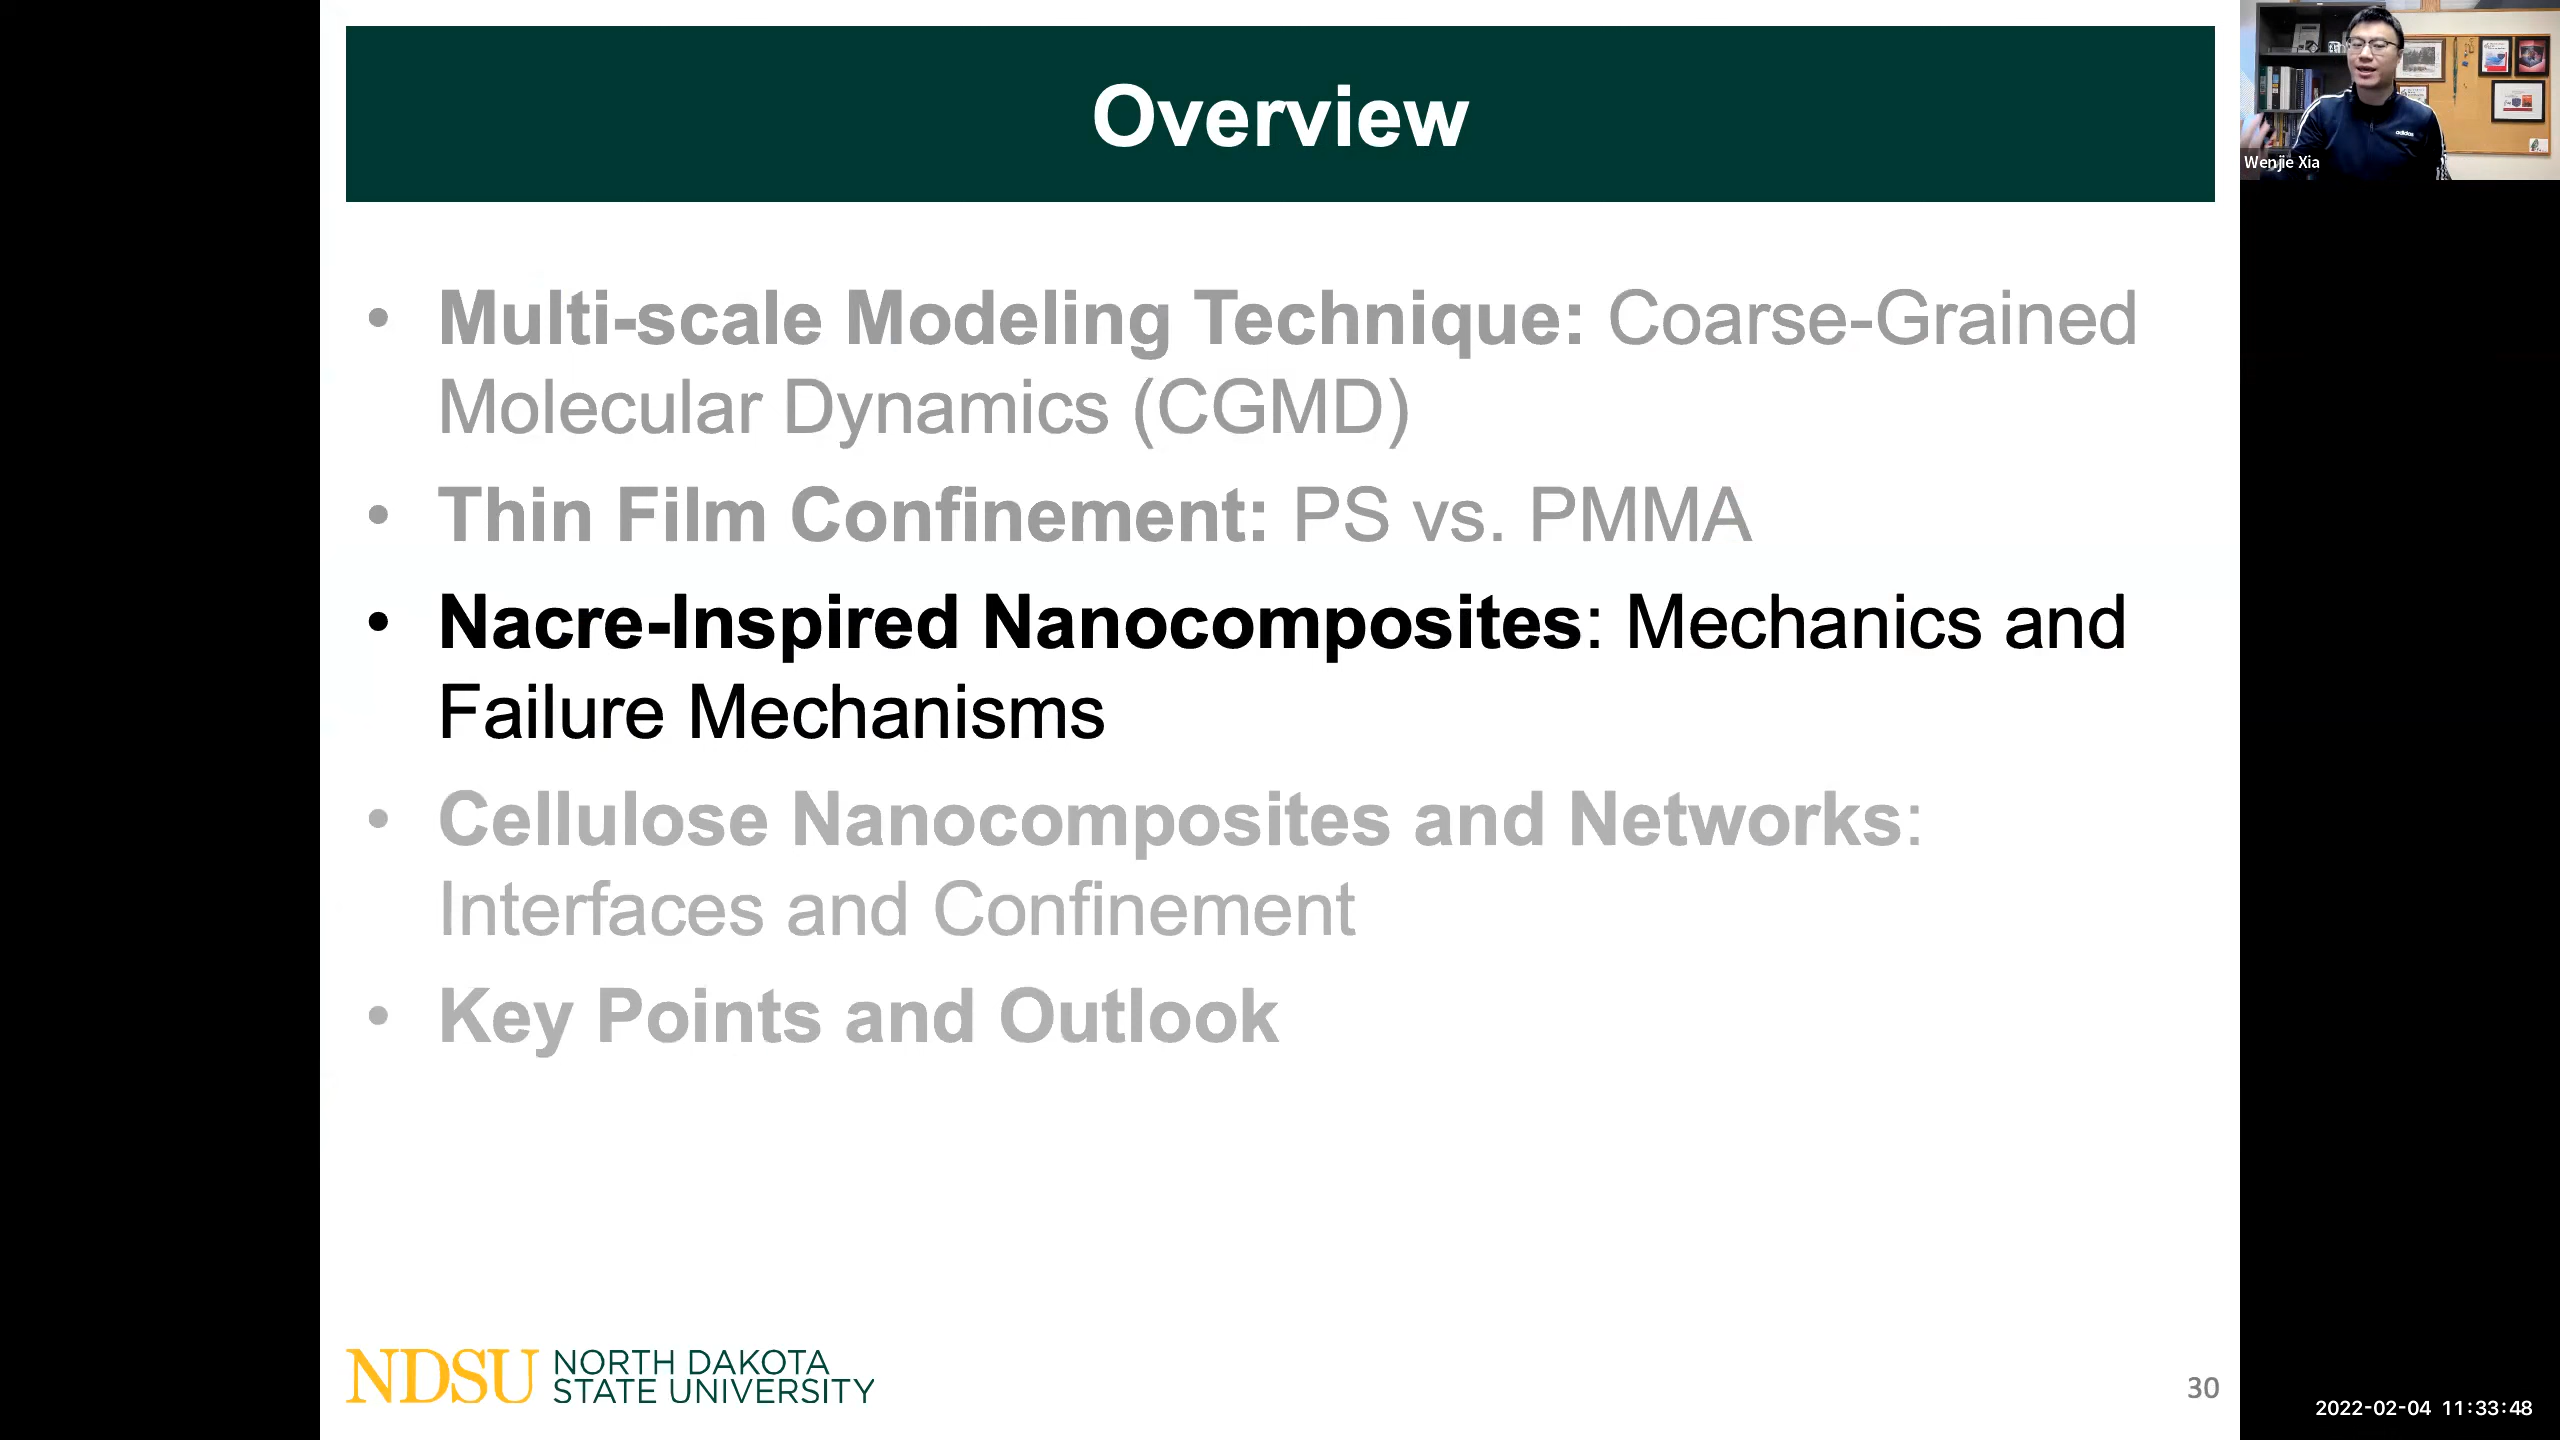 Overview
Wenjie Xia
adidas
• Multi-scale Modeling Technique: Coarse-Grained
Molecular Dynamics (CGMD)
• Thin Film Confinement: PS vs. PMMA
• Nacre-Inspired Nanocomposites: Mechanics and
Failure Mechanisms
• Cellulose Nanocomposites and Networks:
Interfaces and Confinement
• Key Points and Outlook
NDSU NORTH DAKOTA
STATE UNIVERSITY
30
2022-02-04 11:33:48